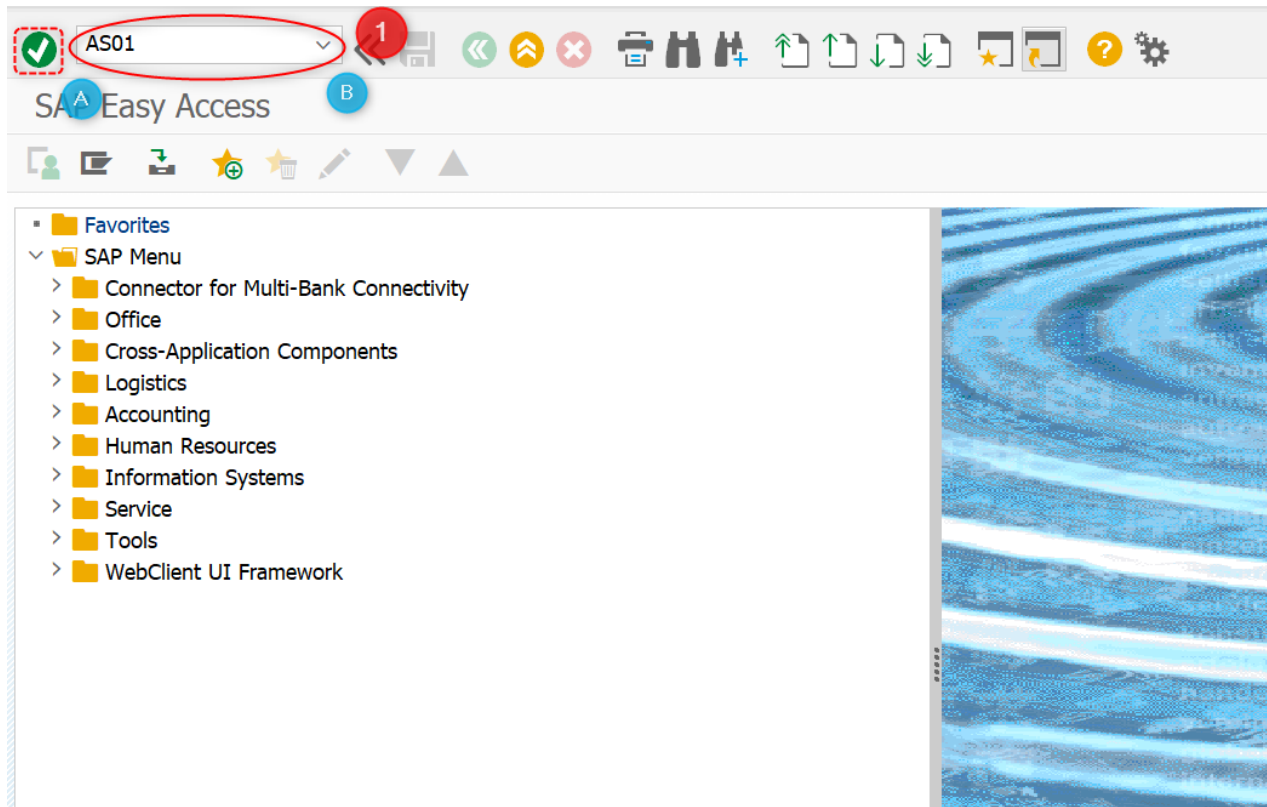 AS01
1
A
B
SAP Easy Access
Favorites
SAP Menu
Connector for Multi-Bank Connectivity
Office
Cross-Application Components
Logistics
Accounting
Human Resources
Information Systems
Service
Tools
WebClient UI Framework